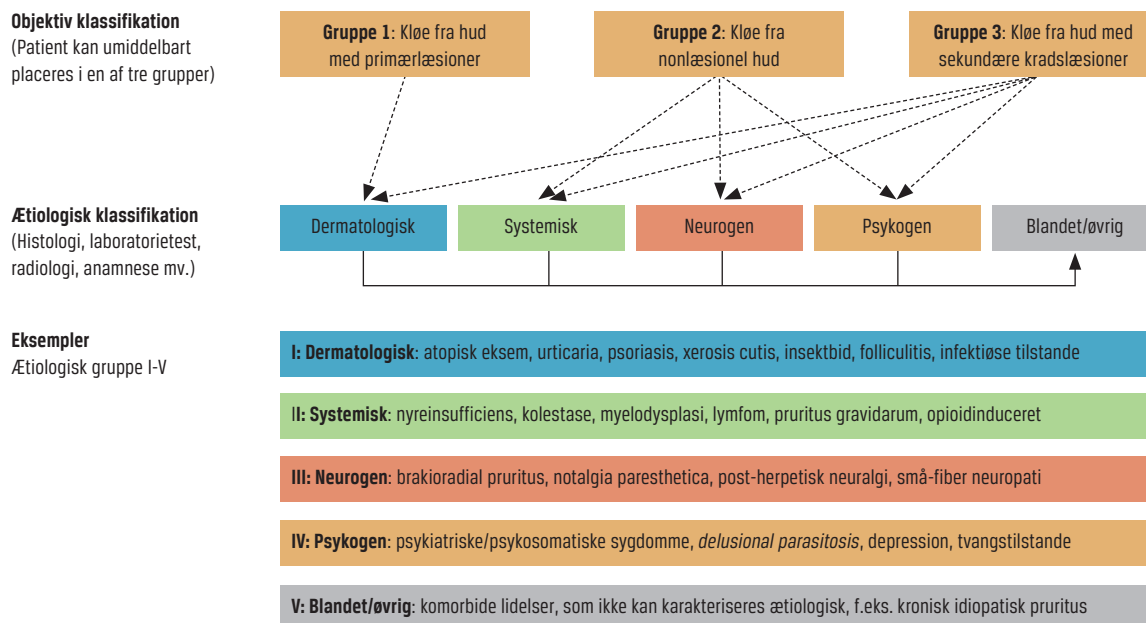 Objektiv klassifikation
(Patient kan umiddelbart
placeres i en af tre grupper)
Gruppe 1: Kløe fra hud
med primærlæsioner
Gruppe 2: Kløe fra
nonlæsionel hud
Gruppe 3: Kløe fra hud med
sekundære kradslæsioner
Ætiologisk klassifikation
(Histologi, laboratorietest,
radiologi, anamnese mv.)
Dermatologisk
Systemisk
Neurogen
Psykogen
Blandet/øvrig
Eksempler
Ætiologisk gruppe I-V
I: Dermatologisk: atopisk eksem, urticaria, psoriasis, xerosis cutis, insektbid, folliculitis, infektiøse tilstande
II: Systemisk: nyreinsufficiens, kolestase, myelodysplasi, lymfom, pruritus gravidarum, opioidinduceret
III: Neurogen: brakioradial pruritus, notalgia paresthetica, post-herpetisk neuralgi, små-fiber neuropati
IV: Psykogen: psykiatriske/psykosomatiske sygdomme, delusional parasitosis, depression, tvangstilstande
V: Blandet/øvrig: komorbide lidelser, som ikke kan karakteriseres ætiologisk, f.eks. kronisk idiopatisk pruritus